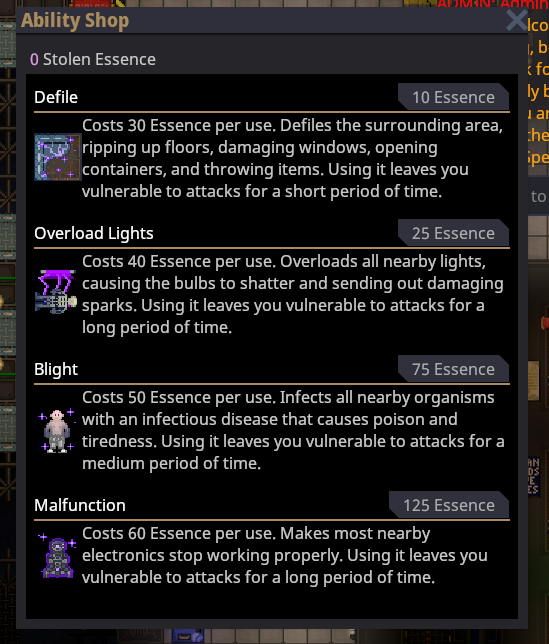 ADMIN: Admin
Ability Shop
0 Stolen Essence
Defile
10 Essence
Costs 30 Essence per use. Defiles the surrounding area,
ripping up floors, damaging windows, opening
containers, and throwing items. Using it leaves you
vulnerable to attacks for a short period of time.
Overload Lights
25 Essence
Costs 40 Essence per use. Overloads all nearby lights,
causing the bulbs to shatter and sending out damaging
sparks. Using it leaves you vulnerable to attacks for a
long period of time.
Blight
75 Essence
Costs 50 Essence per use. Infects all nearby organisms
with an infectious disease that causes poison and
tiredness. Using it leaves you vulnerable to attacks for a
medium period of time.
Malfunction
125 Essence
Costs 60 Essence per use. Makes most nearby
electronics stop working properly. Using it leaves you
vulnerable to attacks for a long period of time.
to